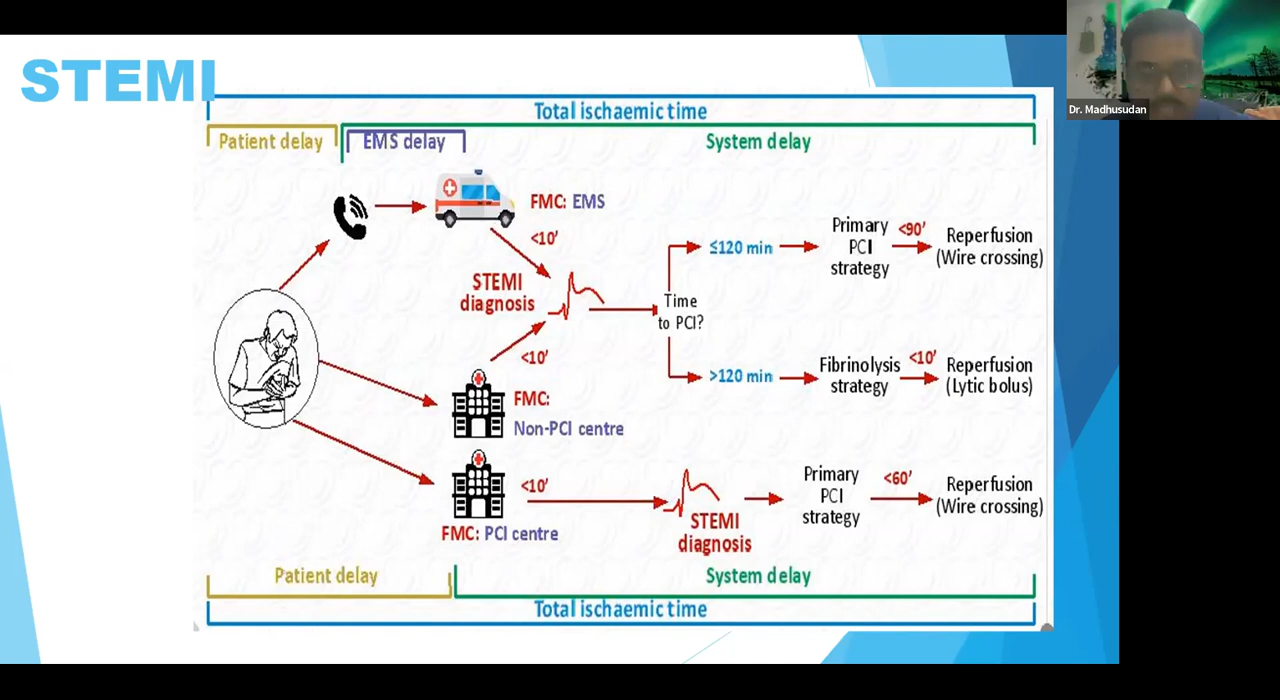 STEMI
Dr. Madhusudan
Total ischaemic time
Patient delay
EMS delay
System delay
FMC: EMS
<10'
STEMI
diagnosis
<10'
Time
to PCI?
≤120 min
Primary
PCI
strategy
<90'
Reperfusion
(Wire crossing)
>120 min
Fibrinolysis
strategy
<10'
Reperfusion
(Lytic bolus)
FMC:
Non-PCI centre
<10'
FMC: PCI centre
STEMI
diagnosis
Primary
PCI
strategy
<60'
Reperfusion
(Wire crossing)
Patient delay
System delay
Total ischaemic time